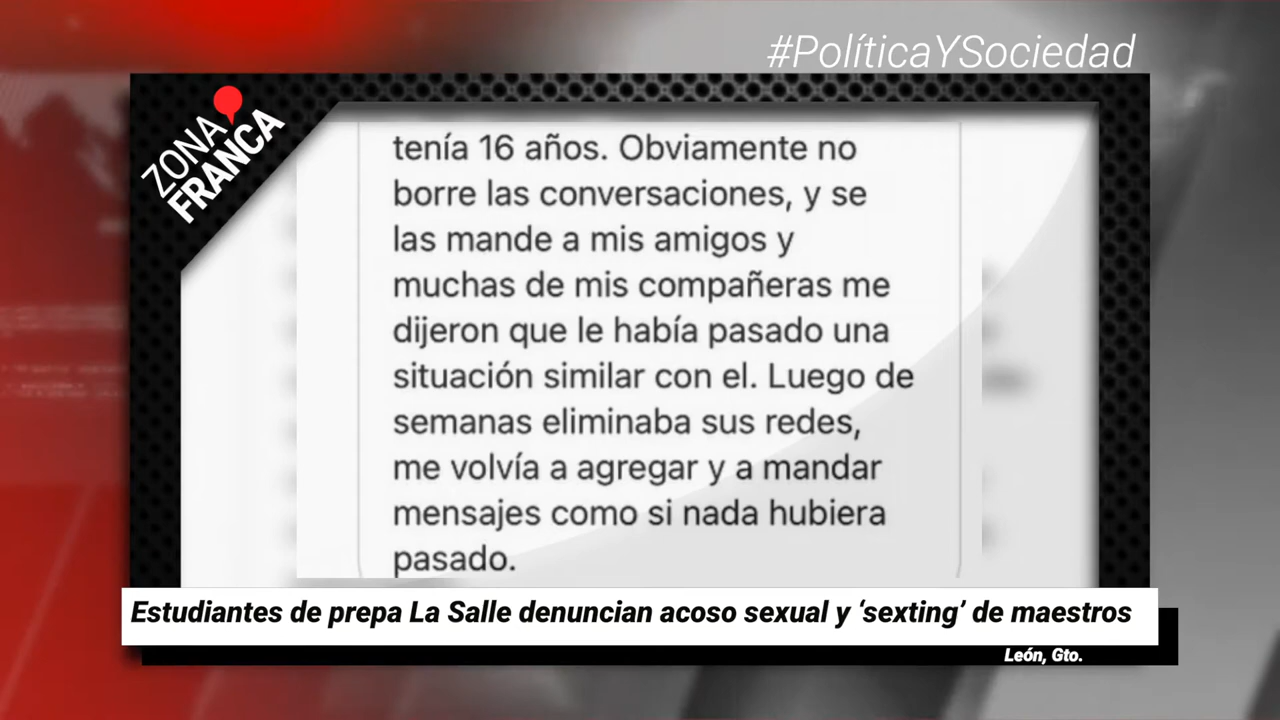 #PolíticaYSociedad
ZONA
FRANCA
tenía 16 años. Obviamente no
borre las conversaciones, y se
las mande a mis amigos y
muchas de mis compañeras me
dijeron que le había pasado una
situación similar con el. Luego de
semanas eliminaba sus redes,
me volvía a agregar y a mandar
mensajes como si nada hubiera
pasado.
Estudiantes de prepa La Salle denuncian acoso sexual y ‘sexting’ de maestros
León, Gto.